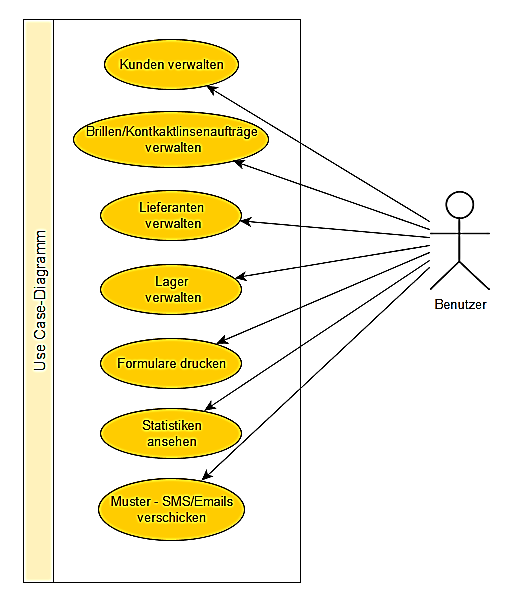 Use Case-Diagramm
Kunden verwalten
Brillen/Kontkaktlinsenaufträge
verwalten
Lieferanten
verwalten
Lager
verwalten
Formulare drucken
Statistiken
ansehen
Muster - SMS/Emails
verschicken
Benutzer